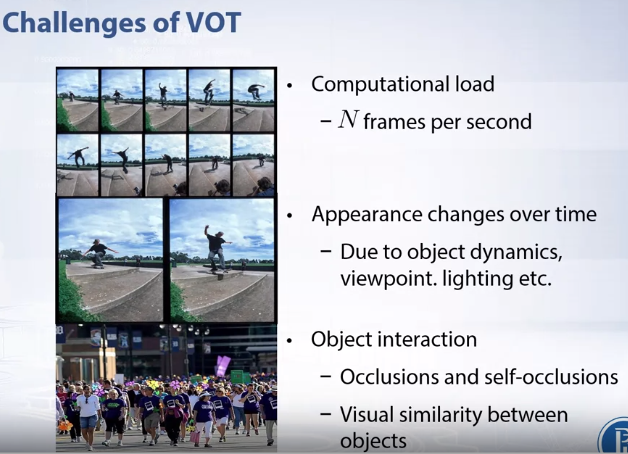 Challenges of VOT
• Computational load
– N frames per second
• Appearance changes over time
– Due to object dynamics,
viewpoint. lighting etc.
• Object interaction
– Occlusions and self-occlusions
– Visual similarity between
objects